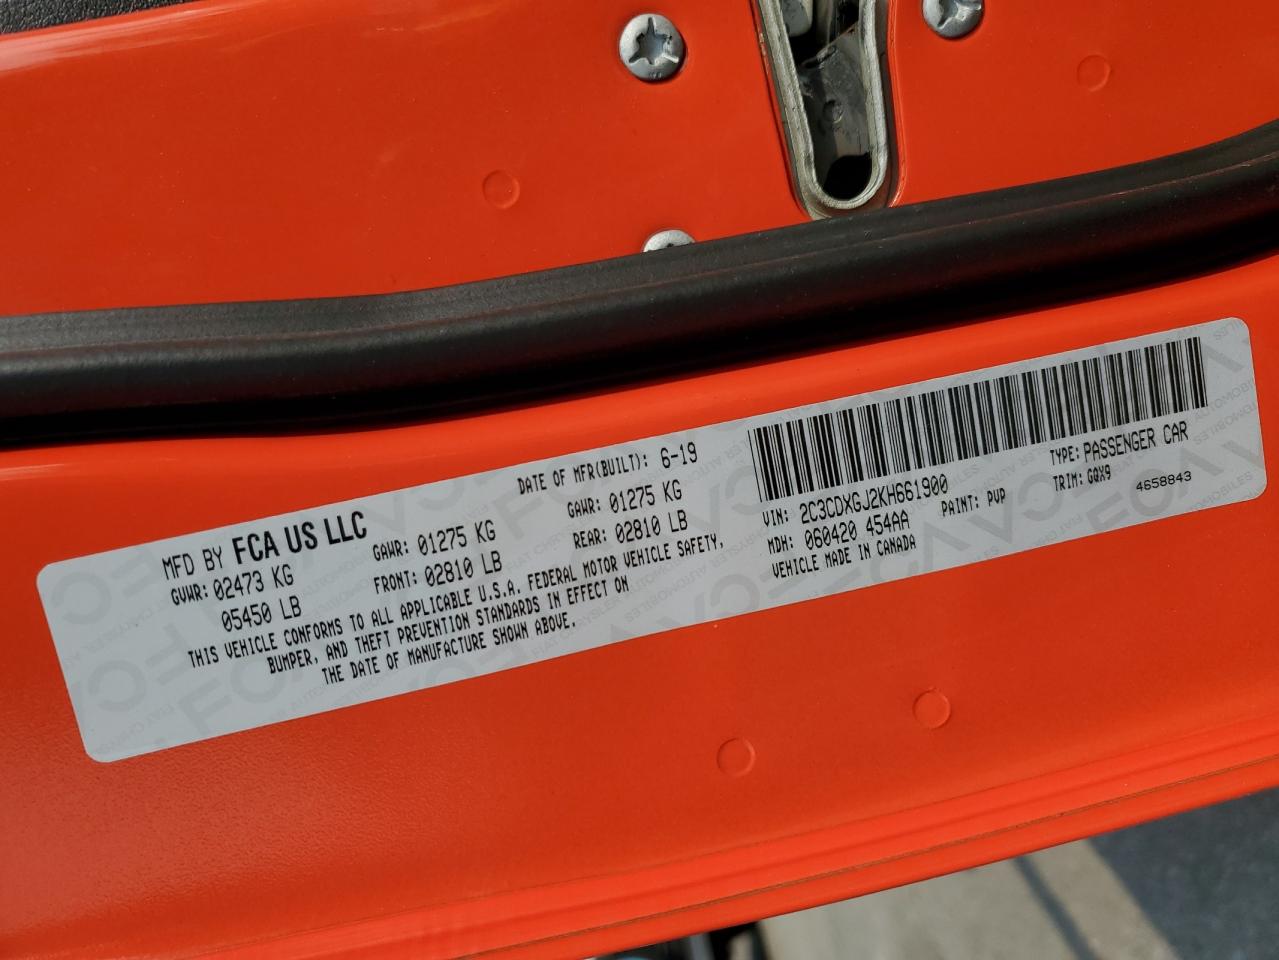 MFD BY FCA US LLC
DATE OF MFR(BUILT): 6-19
GVWR: 02473 KG
05450 LB
GAWR: 01275 KG
FRONT: 02810 LB
GAWR: 01275 KG
REAR: 02810 LB
THIS VEHICLE CONFORMS TO ALL APPLICABLE U.S.A. FEDERAL MOTOR VEHICLE SAFETY,
BUMPER, AND THEFT PREVENTION STANDARDS IN EFFECT ON
THE DATE OF MANUFACTURE SHOWN ABOVE.
VIN: 2C3CDXGJ2KH661900
TYPE: PASSENGER CAR
MDH: 060420 454AA
PAINT: PVP
TRIM: GQX9
VEHICLE MADE IN CANADA
4658843